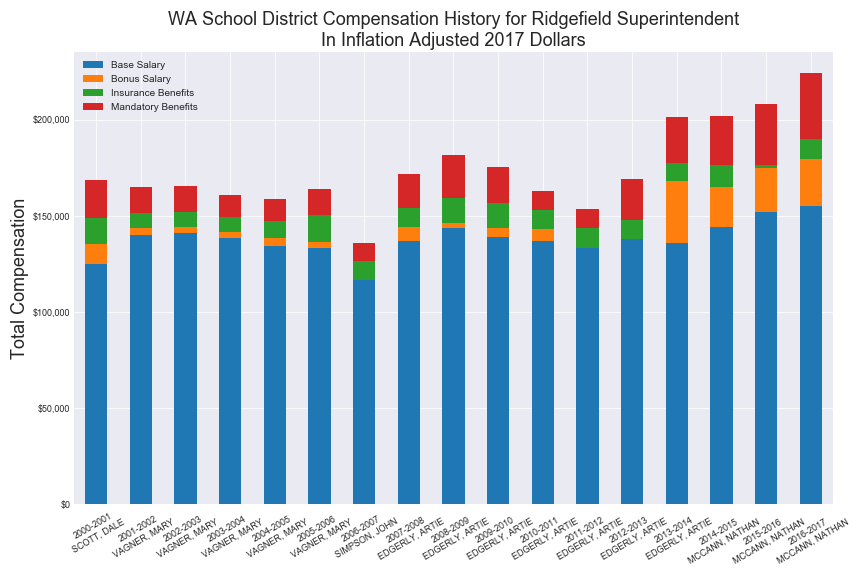 WA School District Compensation History for Ridgefield Superintendent
In Inflation Adjusted 2017 Dollars
Base Salary
Bonus Salary
Insurance Benefits
Mandatory Benefits
Total Compensation
$200,000
$150,000
$100,000
$50,000
$0
2000-2001
SCOTT, DALE
2001-2002
VAGNER, MARY
2002-2003
VAGNER, MARY
2003-2004
VAGNER, MARY
2004-2005
VAGNER, MARY
2005-2006
VAGNER, MARY
2006-2007
SIMPSON, JOHN
2007-2008
EDGERLY, ARTIE
2008-2009
EDGERLY, ARTIE
2009-2010
EDGERLY, ARTIE
2010-2011
EDGERLY, ARTIE
2011-2012
EDGERLY, ARTIE
2012-2013
EDGERLY, ARTIE
2013-2014
EDGERLY, ARTIE
2014-2015
MCCANN, NATHAN
2015-2016
MCCANN, NATHAN
2016-2017
MCCANN, NATHAN